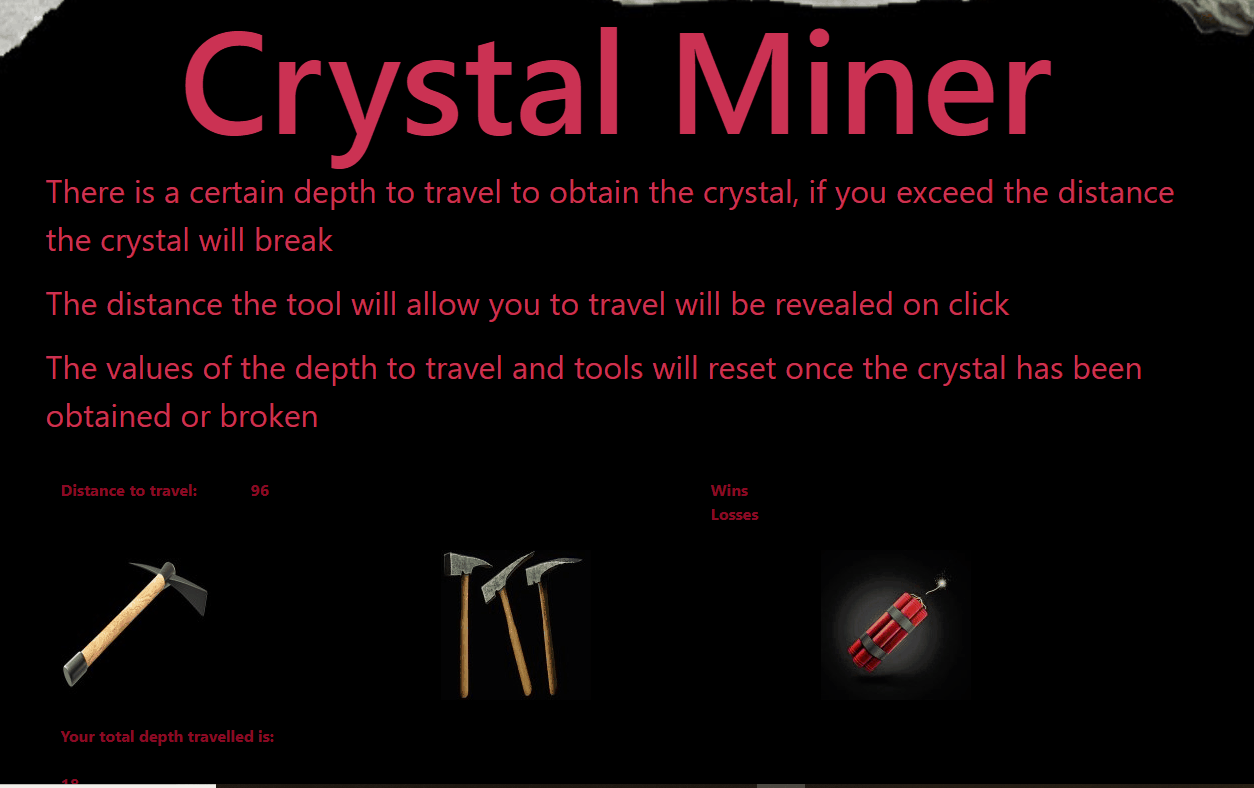 Crystal Miner
There is a certain depth to travel to obtain the crystal, if you exceed the distance
the crystal will break
The distance the tool will allow you to travel will be revealed on click
The values of the depth to travel and tools will reset once the crystal has been
obtained or broken
Distance to travel: 96
Wins
Losses
Your total depth travelled is:
18